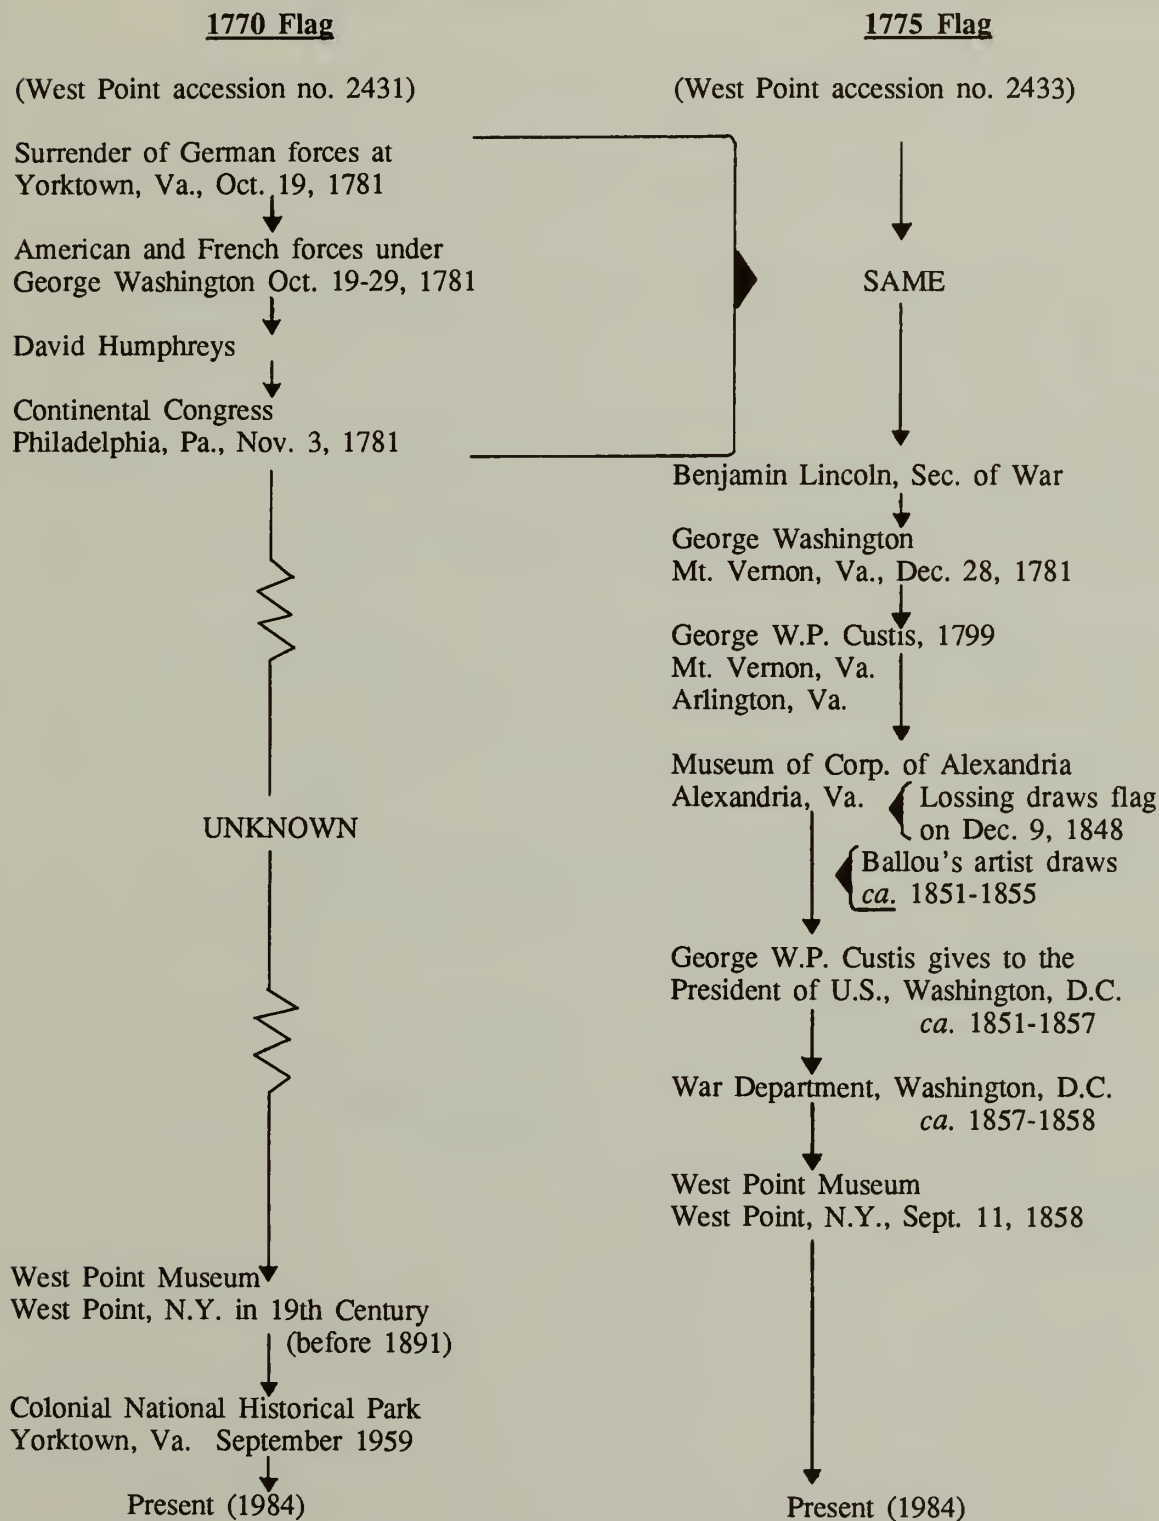 1770 Flag
(West Point accession no. 2431)
Surrender of German forces at
Yorktown, Va., Oct. 19, 1781
American and French forces under
George Washington Oct. 19-29, 1781
David Humphreys
Continental Congress
Philadelphia, Pa., Nov. 3, 1781
UNKNOWN
West Point Museum
West Point, N.Y. in 19th Century
(before 1891)
Colonial National Historical Park
Yorktown, Va. September 1959
Present (1984)
1775 Flag
(West Point accession no. 2433)
SAME
Benjamin Lincoln, Sec. of War
George Washington
Mt. Vernon, Va., Dec. 28, 1781
George W.P. Custis, 1799
Mt. Vernon, Va.
Arlington, Va.
Museum of Corp. of Alexandria
Alexandria, Va.
Lossing draws flag
on Dec. 9, 1848
Ballou's artist draws
ca. 1851-1855
George W.P. Custis gives to the
President of U.S., Washington, D.C.
ca. 1851-1857
War Department, Washington, D.C.
ca. 1857-1858
West Point Museum
West Point, N.Y., Sept. 11, 1858
Present (1984)